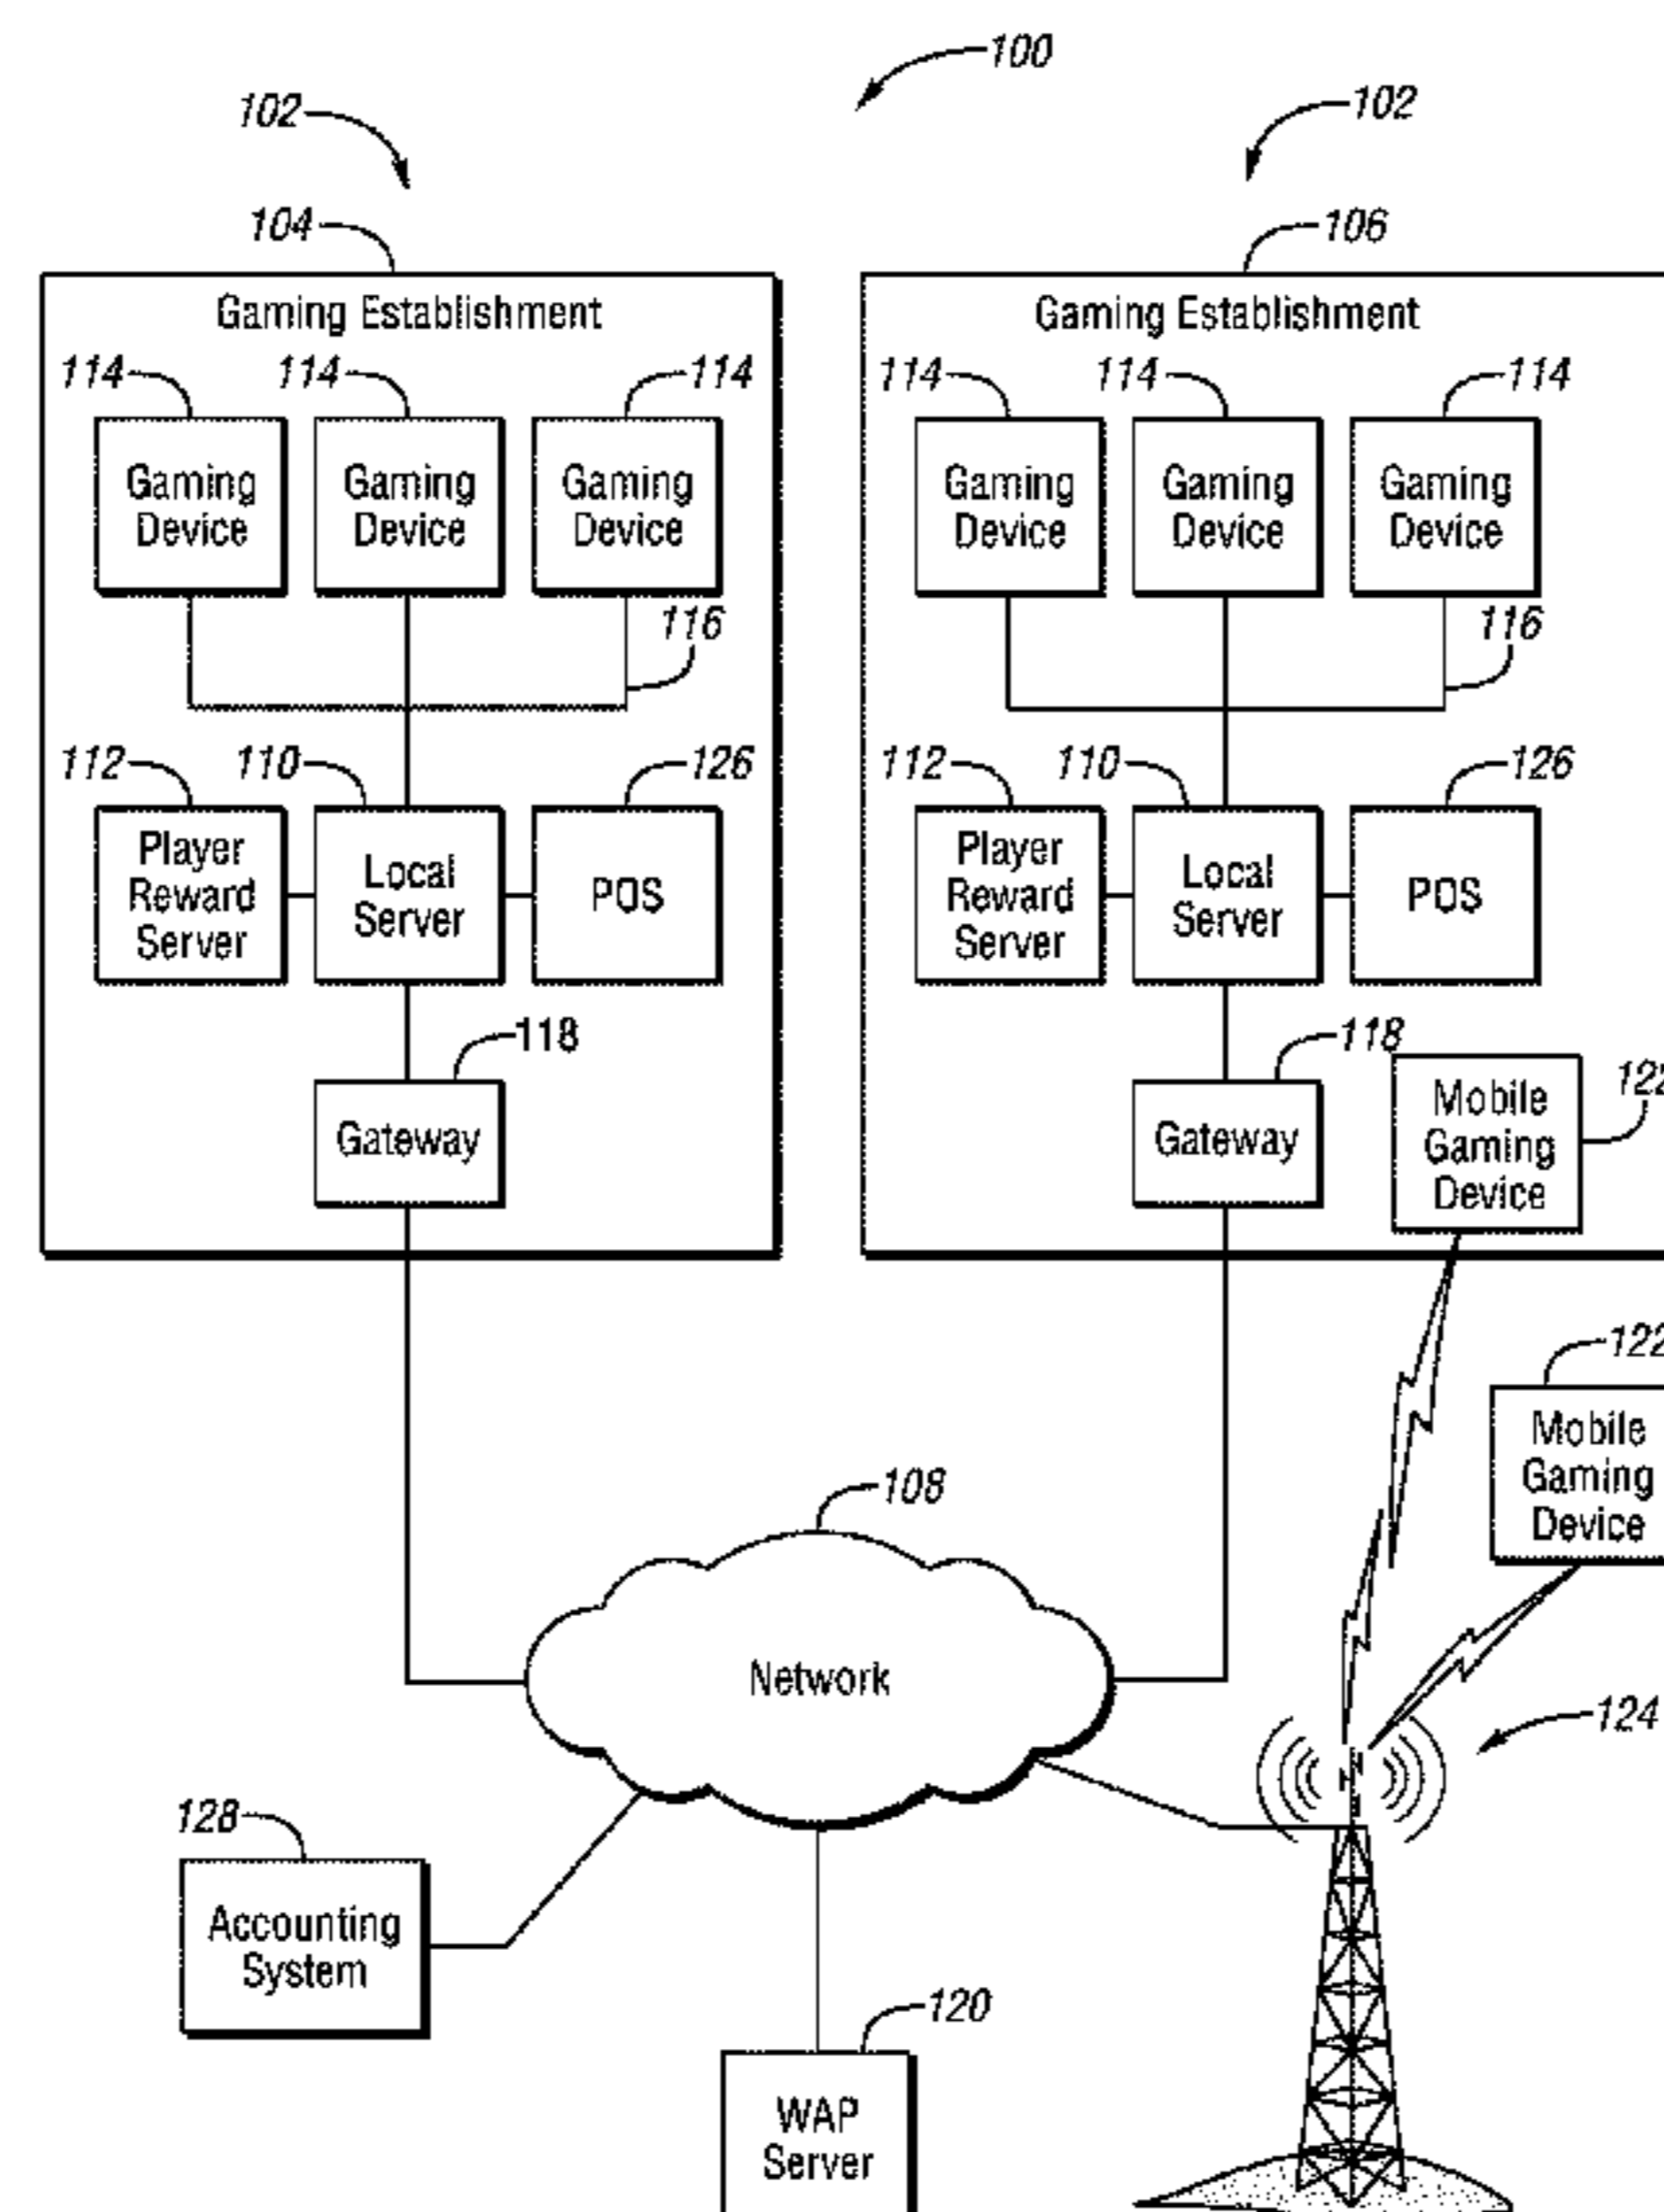 100
102
102
104
106
Gaming Establishment
Gaming Establishment
114
114
114
114
114
114
Gaming
Device
Gaming
Device
Gaming
Device
Gaming
Device
Gaming
Device
Gaming
Device
116
116
112
110
126
112
110
126
Player
Reward
Server
Local
Server
POS
Player
Reward
Server
Local
Server
POS
118
118
Gateway
Gateway
Mobile
Gaming
Device
122
122
Mobile
Gaming
Device
108
Network
124
128
Accounting
System
120
WAP
Server